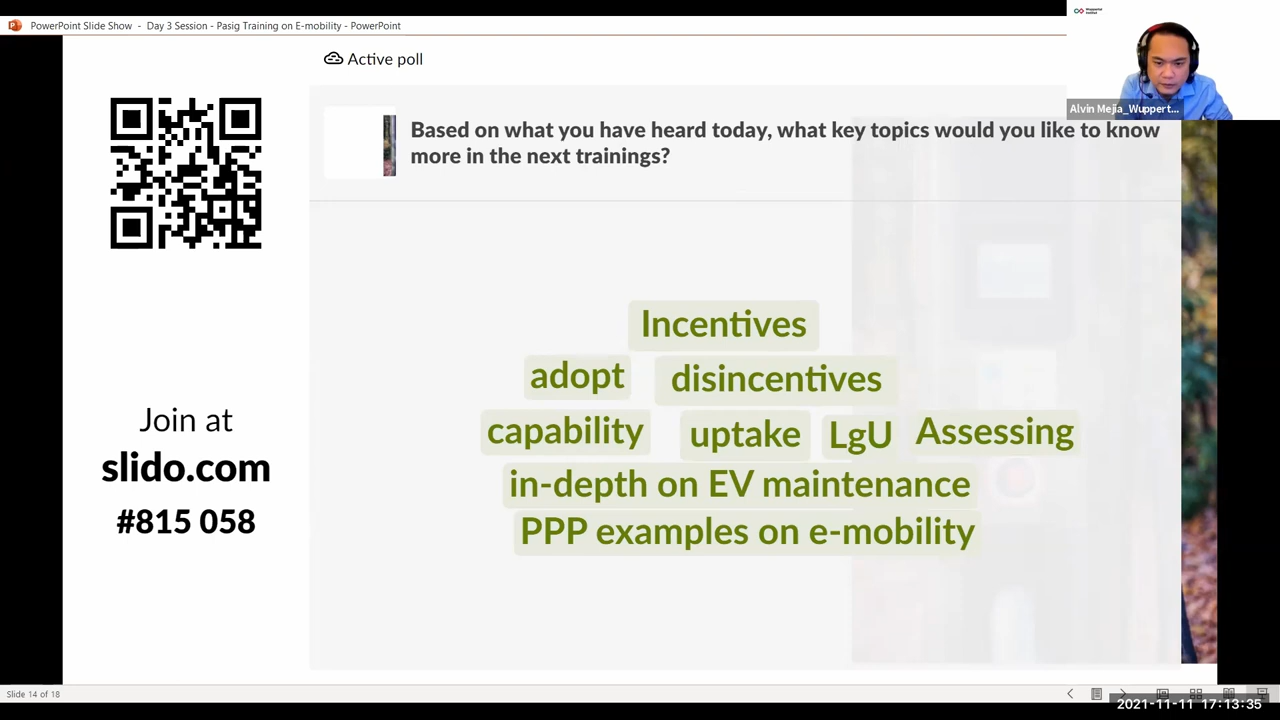 PowerPoint Slide Show - Day 3 Session - Pasig Training on E-mobility - PowerPoint
Wuppertal
Institut
Alvin Mejia_Wuppert...
Active poll
Based on what you have heard today, what key topics would you like to know
more in the next trainings?
Incentives
adopt disincentives
capability uptake LgU Assessing
in-depth on EV maintenance
PPP examples on e-mobility
Join at
slido.com
#815 058
Slide 14 of 18
2021-11-11 17:13:35